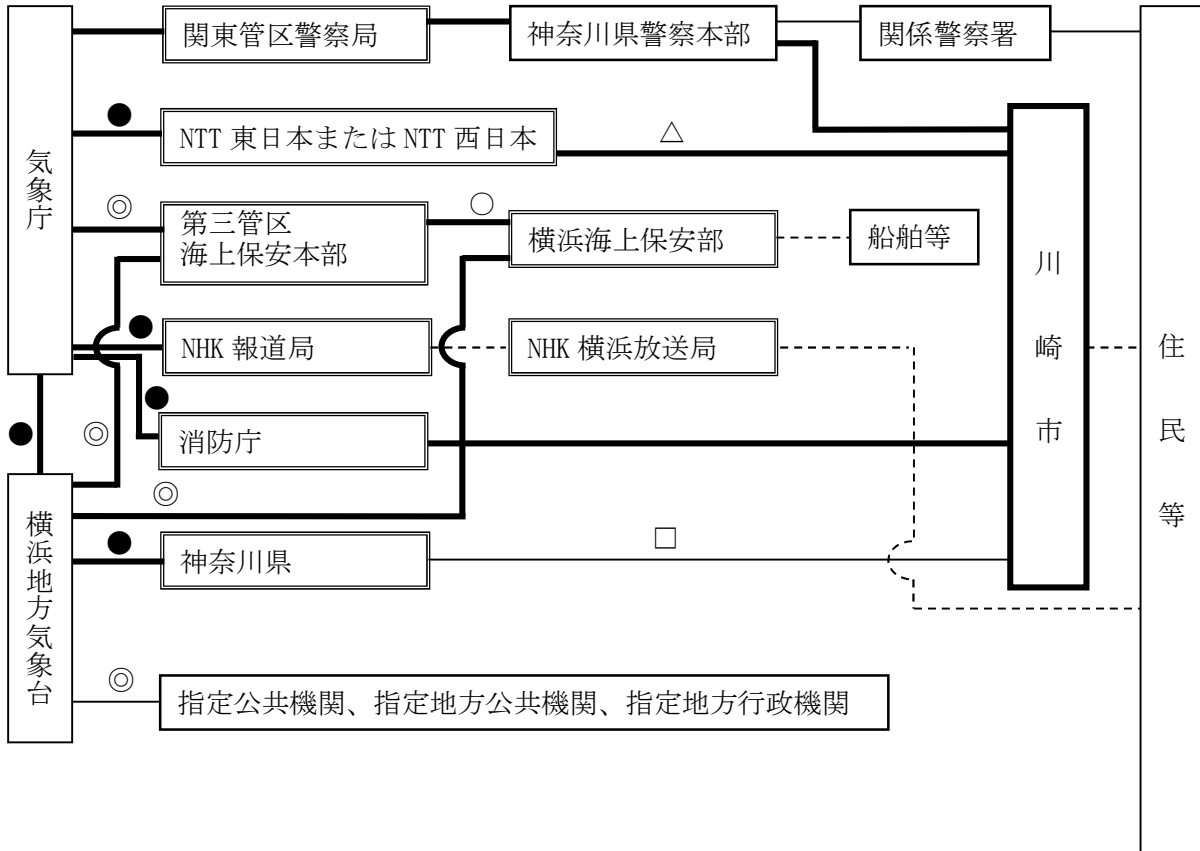 関東管区警察局
神奈川県警察本部
関係警察署
気象庁
●
NTT 東日本または NTT 西日本
△
◎
第三管区
海上保安本部
○
横浜海上保安部
船舶等
川崎市
住民等
●
NHK 報道局
NHK 横浜放送局
●
消防庁
●
◎
◎
横浜地方気象台
●
神奈川県
□
◎
指定公共機関、指定地方公共機関、指定地方行政機関